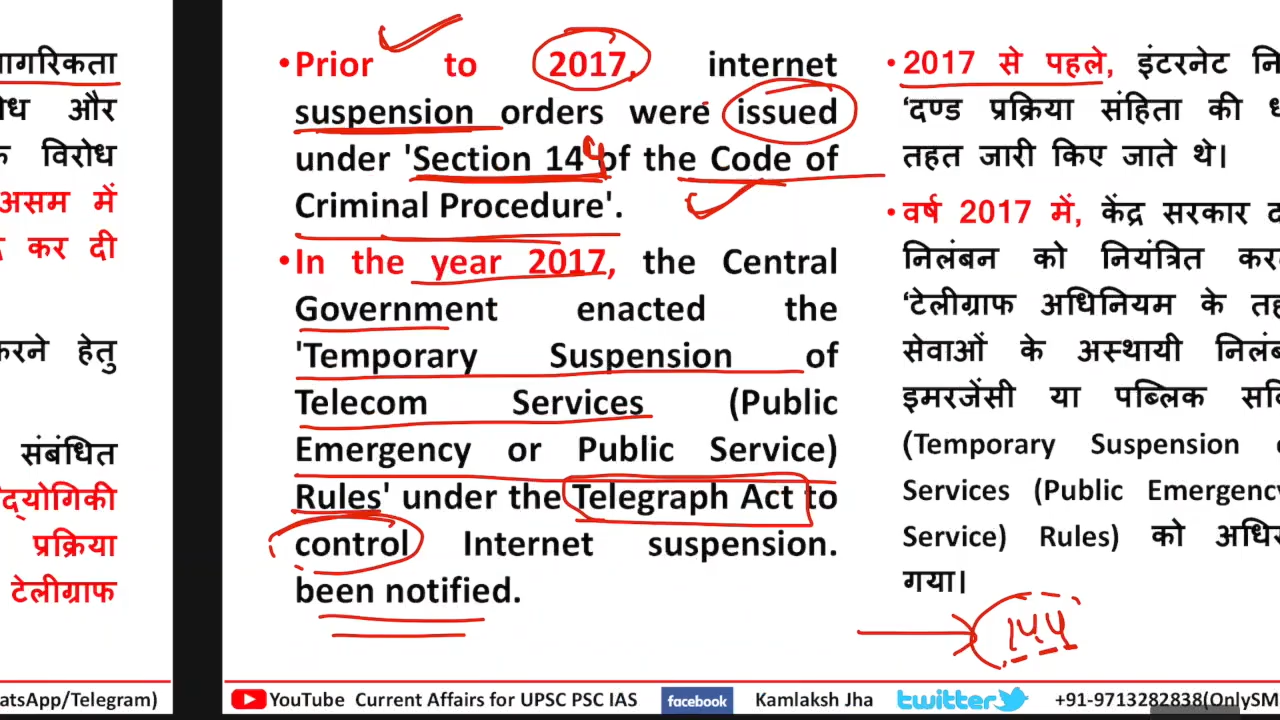 ागरिकता
ोध और
क विरोध
असम में
द कर दी
करने हेतु
संबंधित
द्योगिकी
प्रक्रिया
टेलीग्राफ
•Prior to 2017, internet
suspension orders were issued
under 'Section 144 of the Code of
Criminal Procedure'.
•In the year 2017, the Central
Government enacted the
'Temporary Suspension of
Telecom Services (Public
Emergency or Public Service)
Rules' under the Telegraph Act to
control Internet suspension.
been notified.
• 2017 से पहले, इंटरनेट नि
‘दण्ड प्रक्रिया संहिता की ध
तहत जारी किए जाते थे।
• वर्ष 2017 में, केंद्र सरकार द
निलंबन को नियंत्रित कर
‘टेलीग्राफ अधिनियम के तह
सेवाओं के अस्थायी निलंब
इमरजेंसी या पब्लिक सर्वि
(Temporary Suspension o
Services (Public Emergency
Service) Rules) को अधिस
गया।
144
atsApp/Telegram)
YouTube Current Affairs for UPSC PSC IAS facebook Kamlaksh Jha twitter +91-9713282838(OnlySM